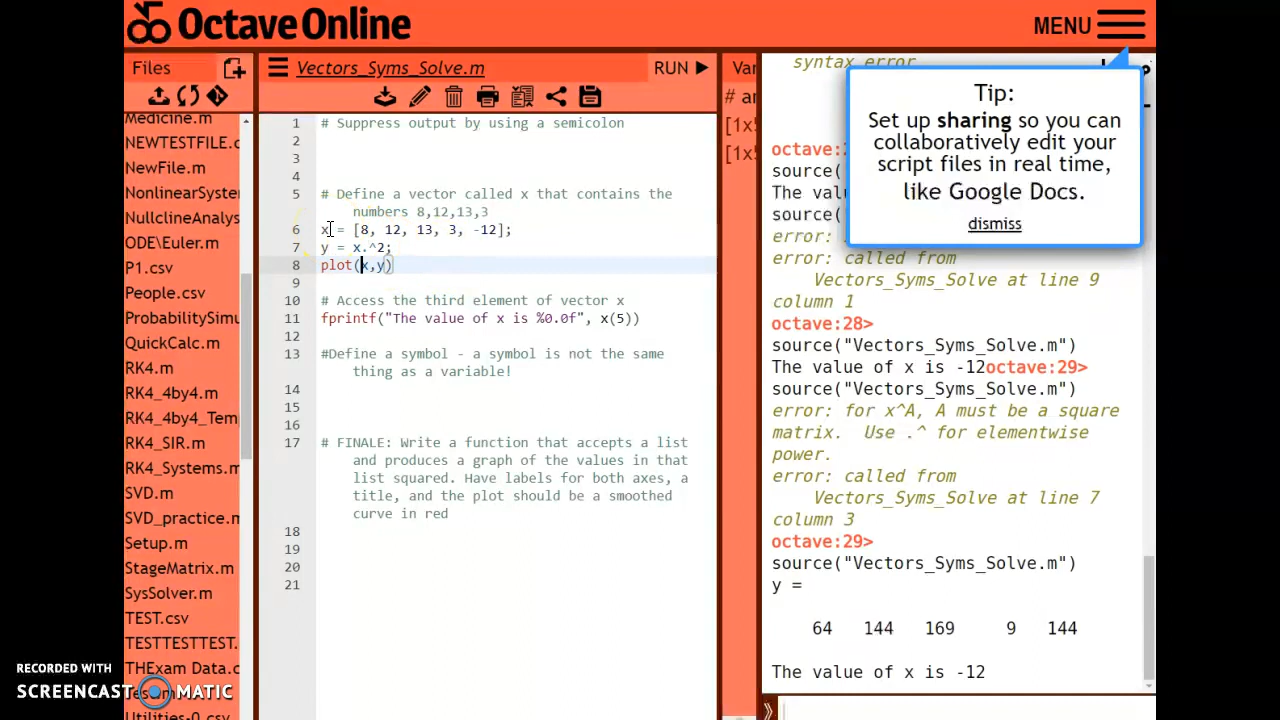 Octave Online
MENU
Files
Vectors_Syms_Solve.m
RUN
Medicine.m
NEWTESTFILE.c
NewFile.m
NonlinearSyste
NullclineAnalys
ODE\Euler.m
P1.csv
People.csv
ProbabilitySimu
QuickCalc.m
RK4.m
RK4_4by4.m
RK4_4by4_Temp
RK4_SIR.m
RK4_Systems.m
SVD.m
SVD_practice.m
Setup.m
StageMatrix.m
SysSolver.m
TEST.csv
TESTTESTTEST.
THExam Data.c
Utilities-0.csv
1 # Suppress output by using a semicolon
2
3
4
5 # Define a vector called x that contains the
numbers 8,12,13,3
6 x = [8, 12, 13, 3, -12];
7 y = x.^2;
8 plot(x,y)
9
10 # Access the third element of vector x
11 fprintf("The value of x is %0.0f", x(5))
12
13 #Define a symbol - a symbol is not the same
thing as a variable!
14
15
16
17 # FINALE: Write a function that accepts a list
and produces a graph of the values in that
list squared. Have labels for both axes, a
title, and the plot should be a smoothed
curve in red
18
19
20
21
Var
# an
[1x5
[1x5
syntax error
octave:2
source(
The valu
source(
error:
error: called from
Vectors_Syms_Solve at line 9
column 1
octave:28>
source("Vectors_Syms_Solve.m")
The value of x is -12octave:29>
source("Vectors_Syms_Solve.m")
error: for x^A, A must be a square
matrix. Use .^ for elementwise
power.
error: called from
Vectors_Syms_Solve at line 7
column 3
octave:29>
source("Vectors_Syms_Solve.m")
y =
64 144 169 9 144
The value of x is -12
Tip:
Set up sharing so you can
collaboratively edit your
script files in real time,
like Google Docs.
dismiss
RECORDED WITH
SCREENCAST MATIC